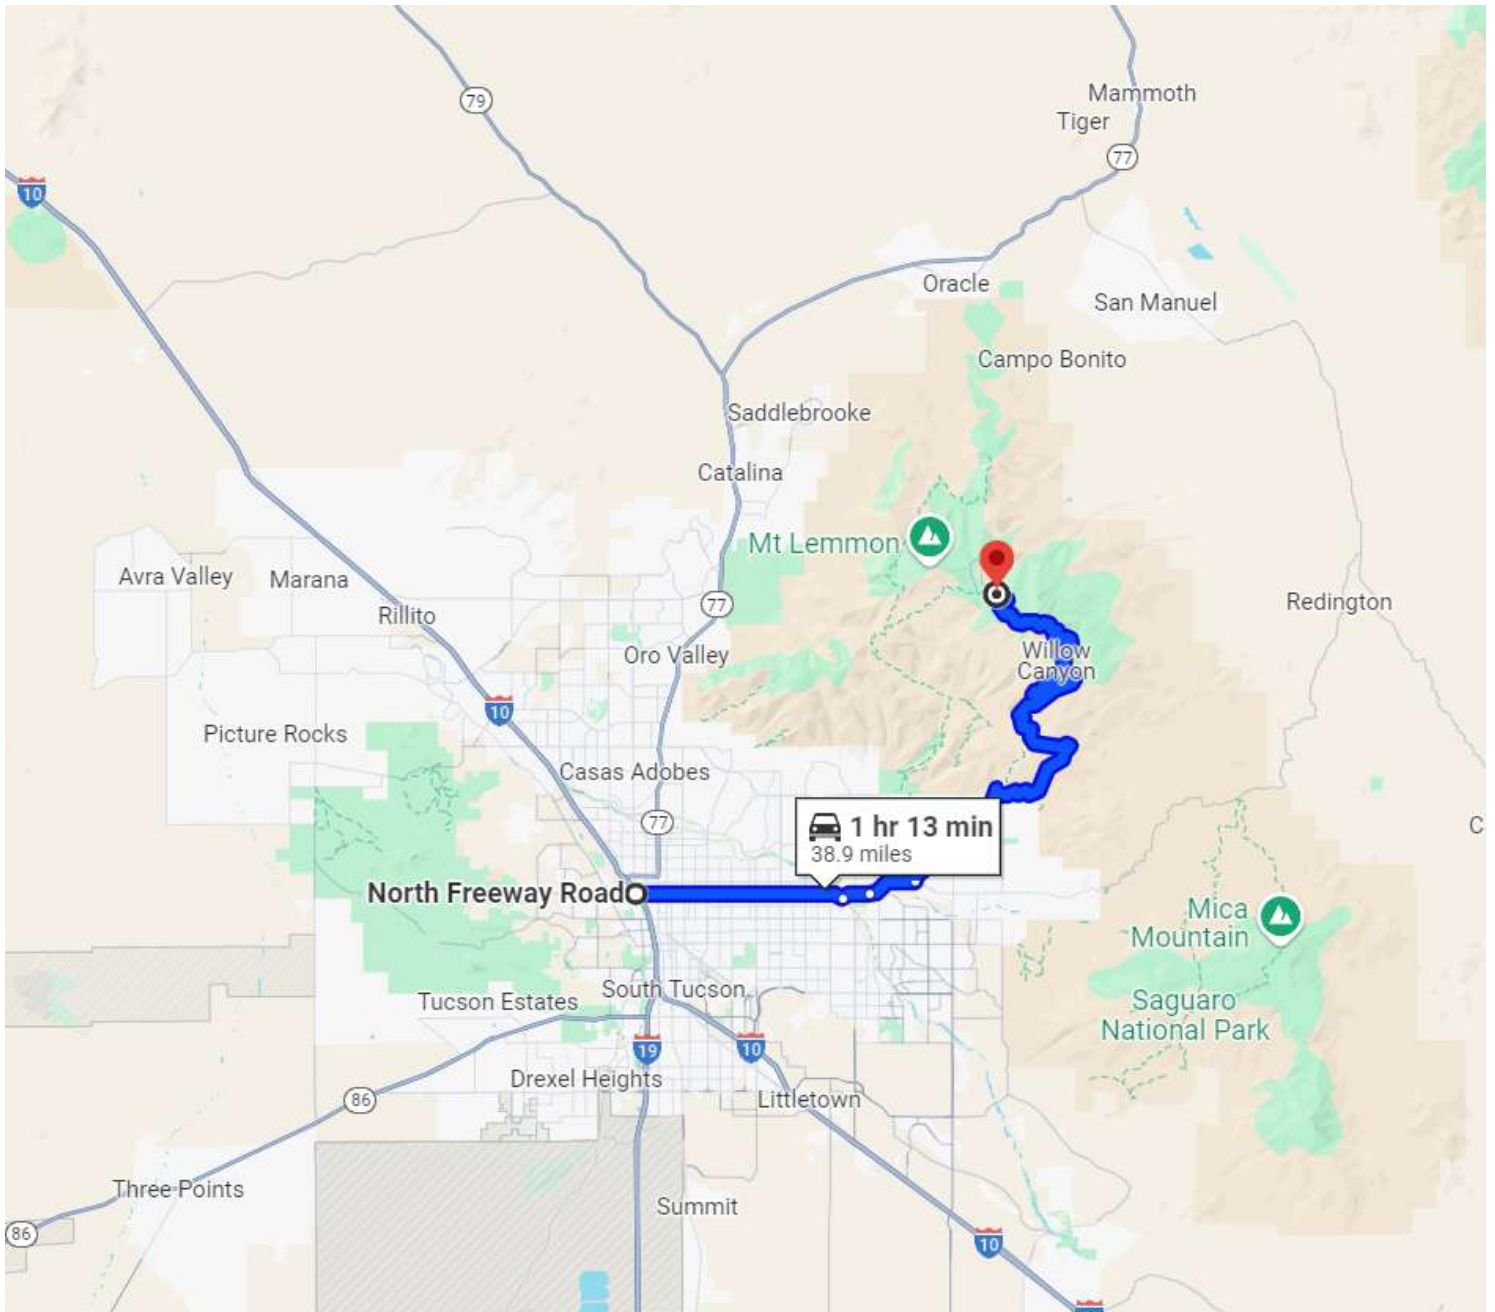 79
Mammoth
Tiger
77
10
Oracle
San Manuel
Campo Bonito
Saddlebrooke
Catalina
Mt Lemmon
Avra Valley
Marana
Rillito
77
Redington
Oro Valley
Willow
Canyon
10
Picture Rocks
Casas Adobes
77
1 hr 13 min
38.9 miles
C
North Freeway Road
Mica
Mountain
South Tucson
Tucson Estates
Saguaro
National Park
19
10
Drexel Heights
86
Littletown
Three Points
Summit
86
10